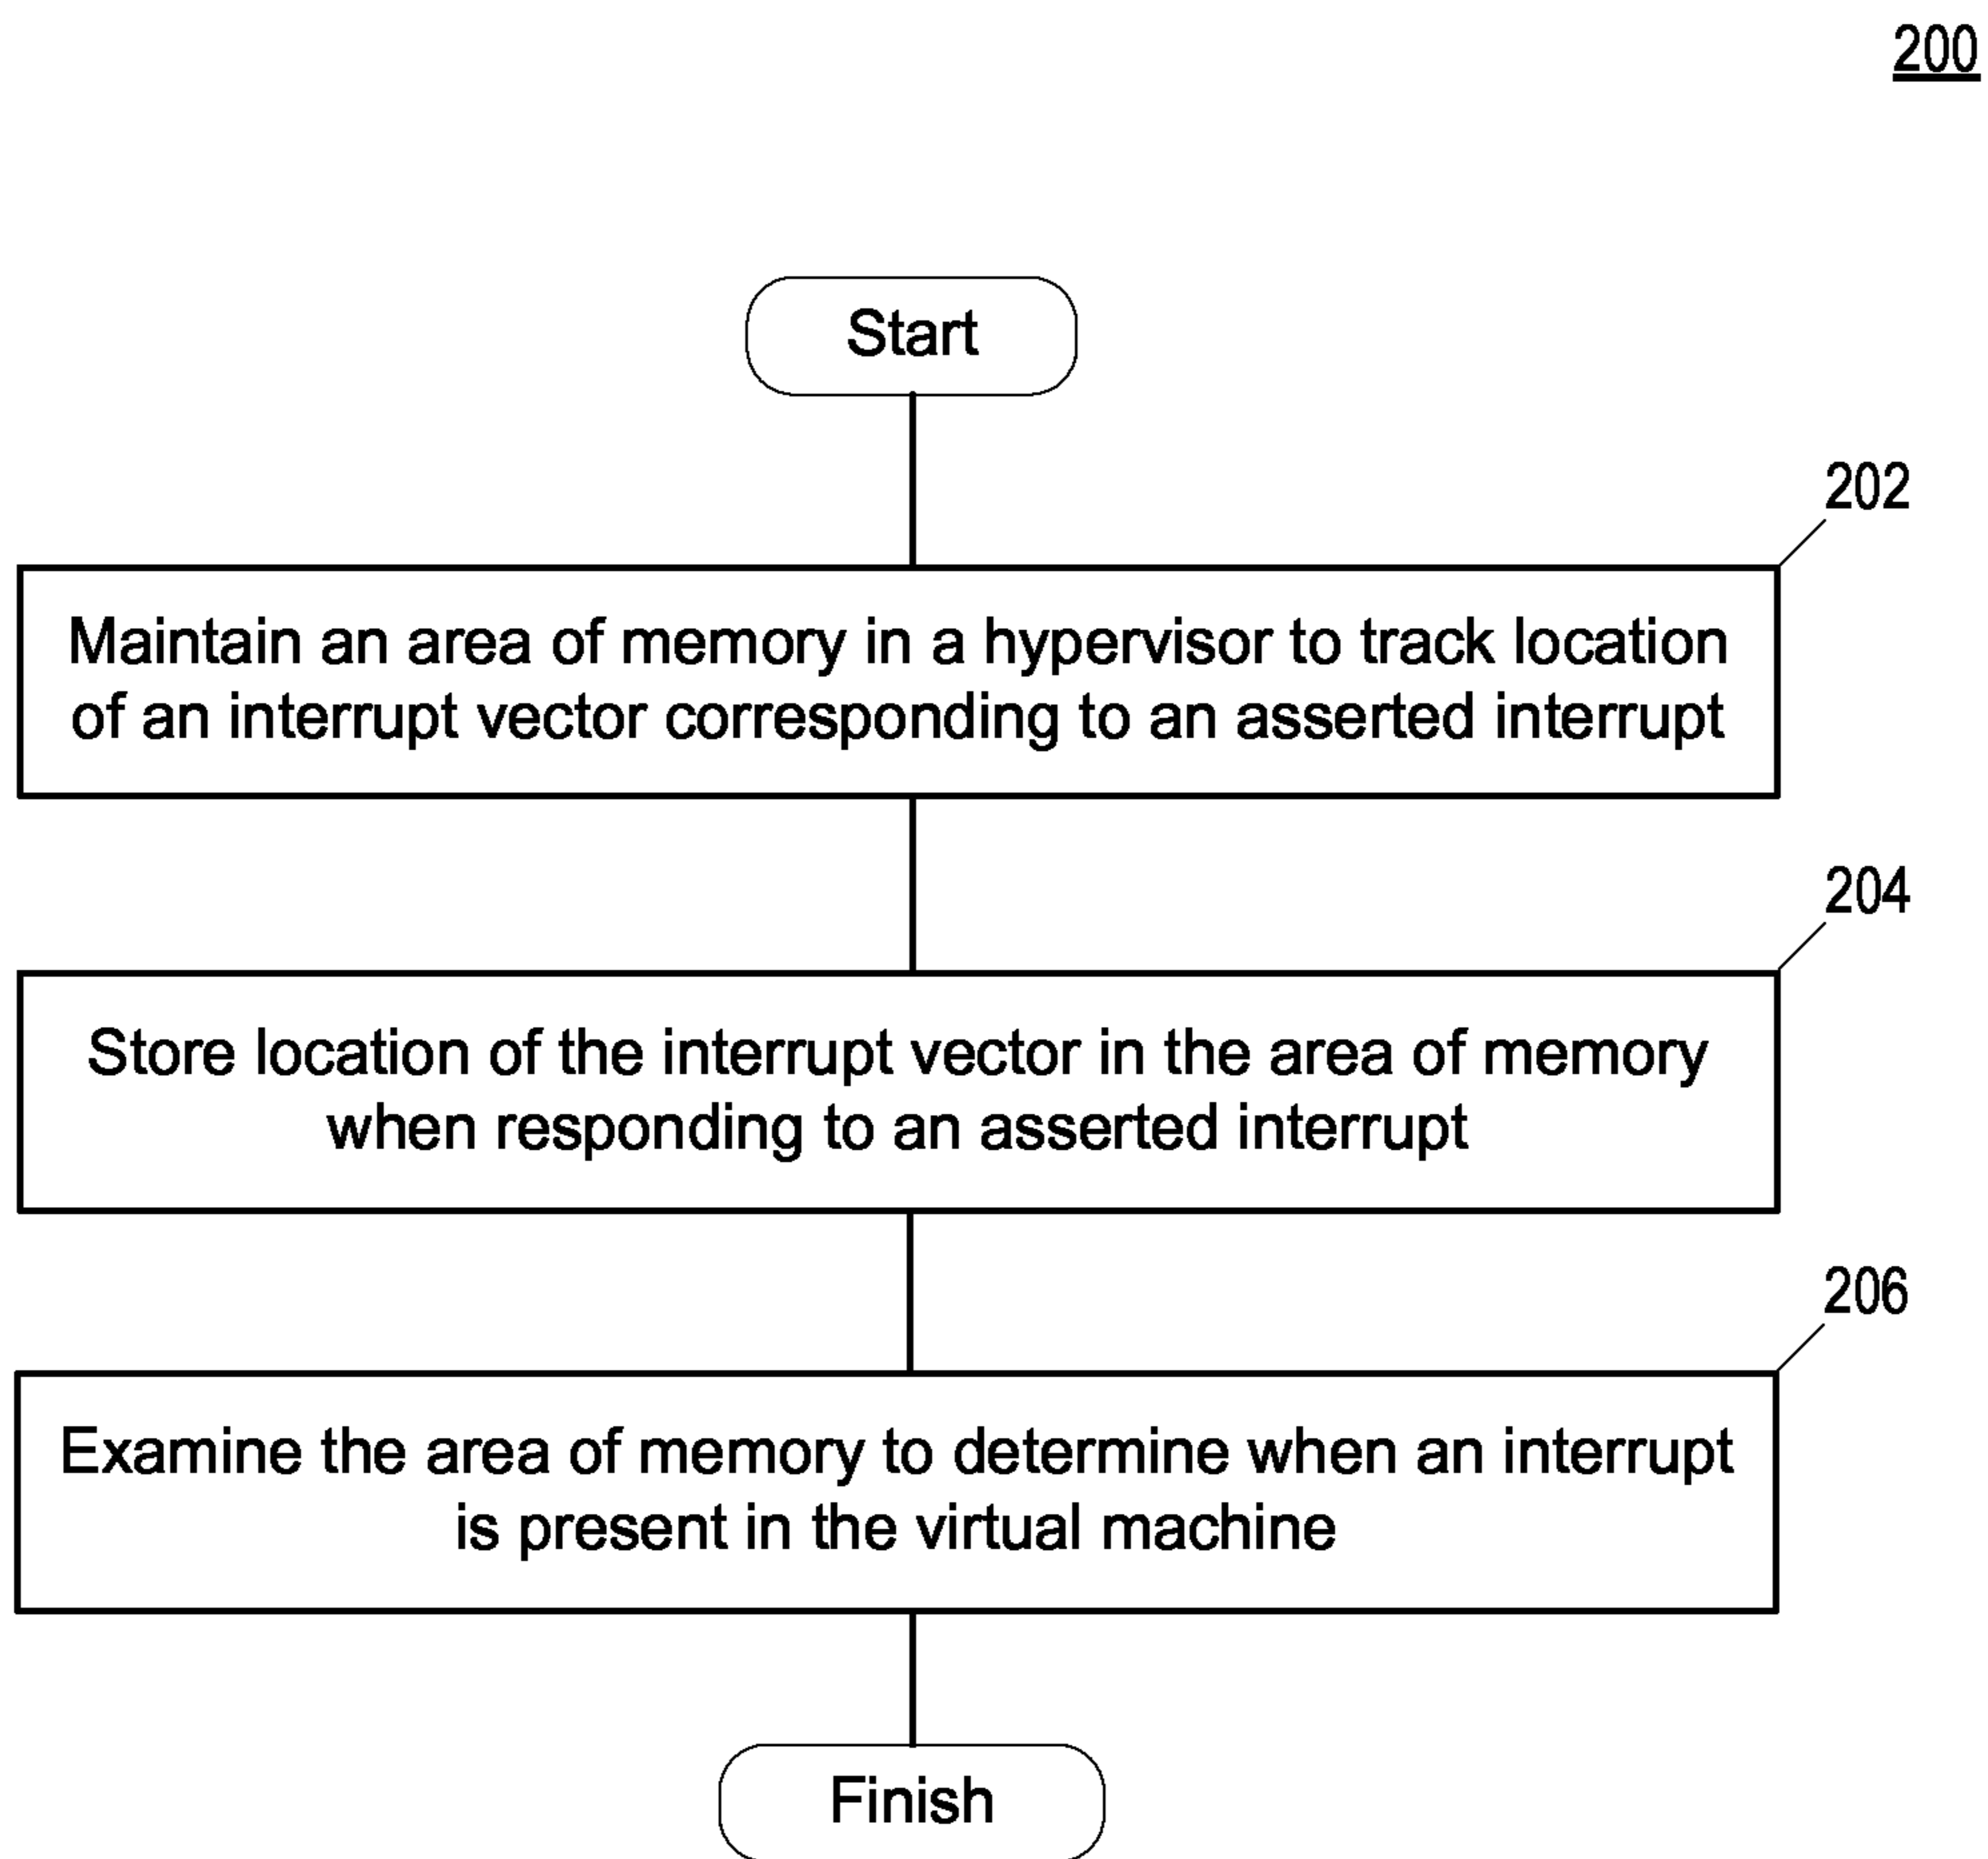 200
Start
202
Maintain an area of memory in a hypervisor to track location
of an interrupt vector corresponding to an asserted interrupt
204
Store location of the interrupt vector in the area of memory
when responding to an asserted interrupt
206
Examine the area of memory to determine when an interrupt
is present in the virtual machine
Finish